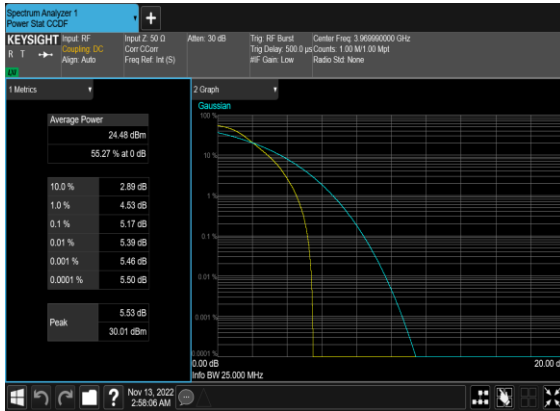 Spectrum Analyzer 1
Power Stat CCDF
+
KEYSIGHT
R T
LXI
Input: RF
Coupling: DC
Align: Auto
Input Z: 50 Ω
Corr CCorr
Freq Ref: Int (S)
Atten: 30 dB
Trig: RF Burst
Trig Delay: 500.0 µs
#IF Gain: Low
Center Freq: 3.969990000 GHz
Counts: 1.00 M/1.00 Mpt
Radio Std: None
1 Metrics
Average Power
24.48 dBm
55.27 % at 0 dB
10.0 % 2.89 dB
1.0 % 4.53 dB
0.1 % 5.17 dB
0.01 % 5.39 dB
0.001 % 5.46 dB
0.0001 % 5.50 dB
Peak
5.53 dB
30.01 dBm
2 Graph
Gaussian
100 %
10 %
1 %
0.1 %
0.01 %
0.001 %
0.0001 %
0.00 dB
20.00 d
Info BW 25.000 MHz
?
Nov 13, 2022
2:58:06 AM